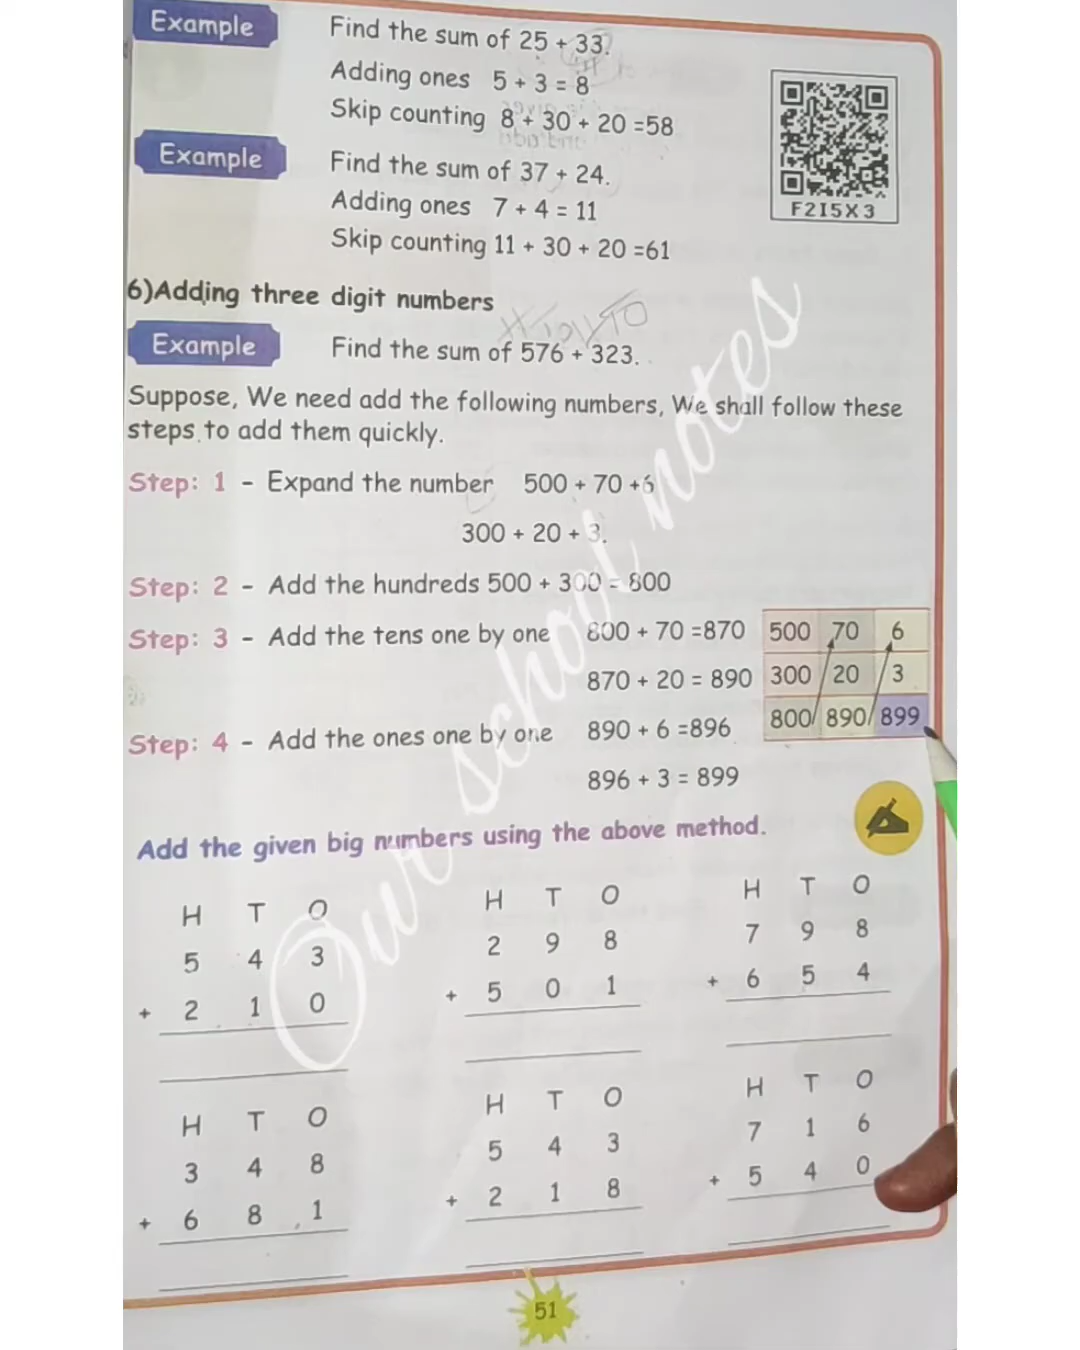 Example Find the sum of 25 + 33.
Adding ones 5 + 3 = 8
Skip counting 8 + 30 + 20 =58
F2I5X3
Example Find the sum of 37 + 24.
Adding ones 7 + 4 = 11
Skip counting 11 + 30 + 20 =61
6)Adding three digit numbers
Example Find the sum of 576 + 323.
Suppose, We need add the following numbers, We shall follow these
steps to add them quickly.
Step: 1 - Expand the number 500 + 70 +6
300 + 20 + 3.
Step: 2 - Add the hundreds 500 + 300 = 800
Step: 3 - Add the tens one by one 800 + 70 =870
870 + 20 = 890
Step: 4 - Add the ones one by one 890 + 6 =896
896 + 3 = 899
500 70 6
300 20 3
800 890 899
Add the given big numbers using the above method.
H T O H T O H T O
5 4 3 2 9 8 7 9 8
+ 2 1 0 + 5 0 1 + 6 5 4
H T O H T O H T O
3 4 8 5 4 3 7 1 6
+ 6 8 1 + 2 1 8 + 5 4 0
51
Our school notes